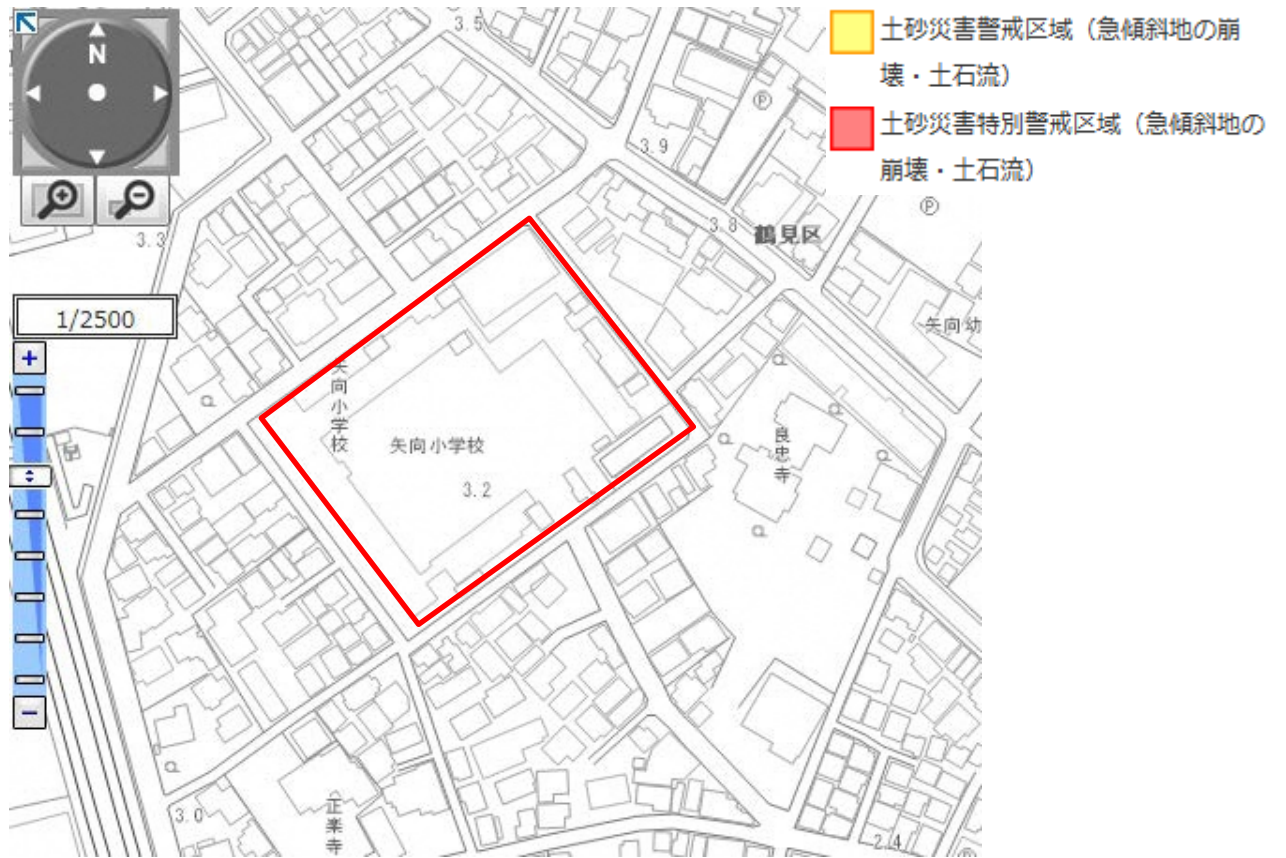 N
3.5
土砂災害警戒区域（急傾斜地の崩
壊・土石流）
土砂災害特別警戒区域（急傾斜地の
崩壊・土石流）
P
3.9
P
3.3
3.8
鶴見区
1/2500
矢向幼
+
矢向小学校
矢向小学校
良忠寺
3.2
−
3.0
正楽寺
2.4
P